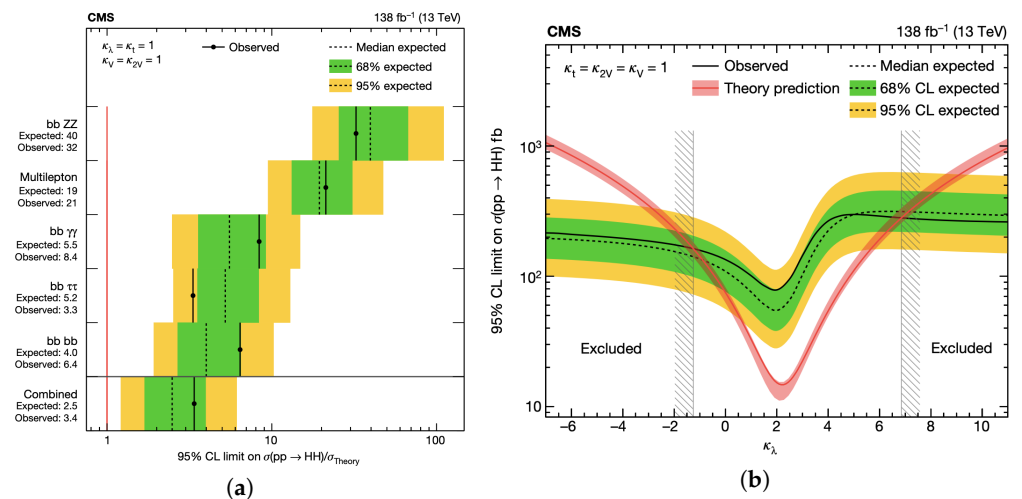 CMS 138 fb⁻¹ (13 TeV)
κλ = κt = 1
κV = κ2V = 1
Observed
Median expected
68% expected
95% expected
bb ZZ
Expected: 40
Observed: 32
Multilepton
Expected: 19
Observed: 21
bb γγ
Expected: 5.5
Observed: 8.4
bb ττ
Expected: 5.2
Observed: 3.3
bb bb
Expected: 4.0
Observed: 6.4
Combined
Expected: 2.5
Observed: 3.4
1 10 100
95% CL limit on σ(pp → HH)/σTheory
(a)
CMS 138 fb⁻¹ (13 TeV)
κt = κ2V = κV = 1
Observed
Theory prediction
Median expected
68% CL expected
95% CL expected
95% CL limit on σ(pp → HH) fb
10³
10²
10
Excluded
Excluded
−6 −4 −2 0 2 4 6 8 10
κλ
(b)